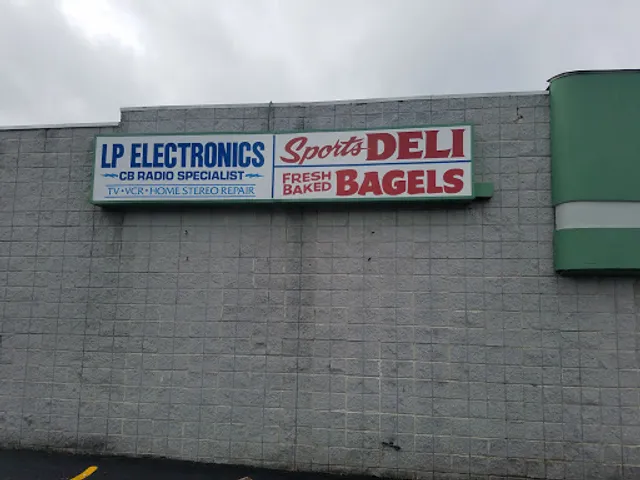 LP ELECTRONICS
CB RADIO SPECIALIST
TV • VCR • HOME STEREO REPAIR
Sports DELI
FRESH BAKED BAGELS